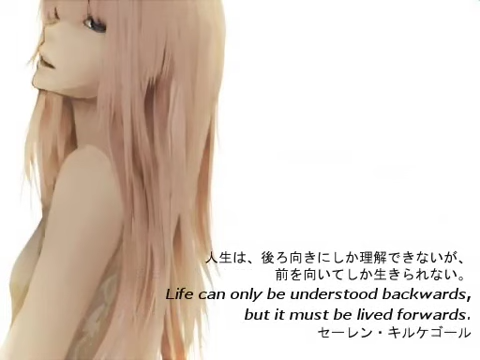 人生は、後ろ向きにしか理解できないが、
前を向いてしか生きられない。
Life can only be understood backwards,
but it must be lived forwards.
セーレン・キルケゴール